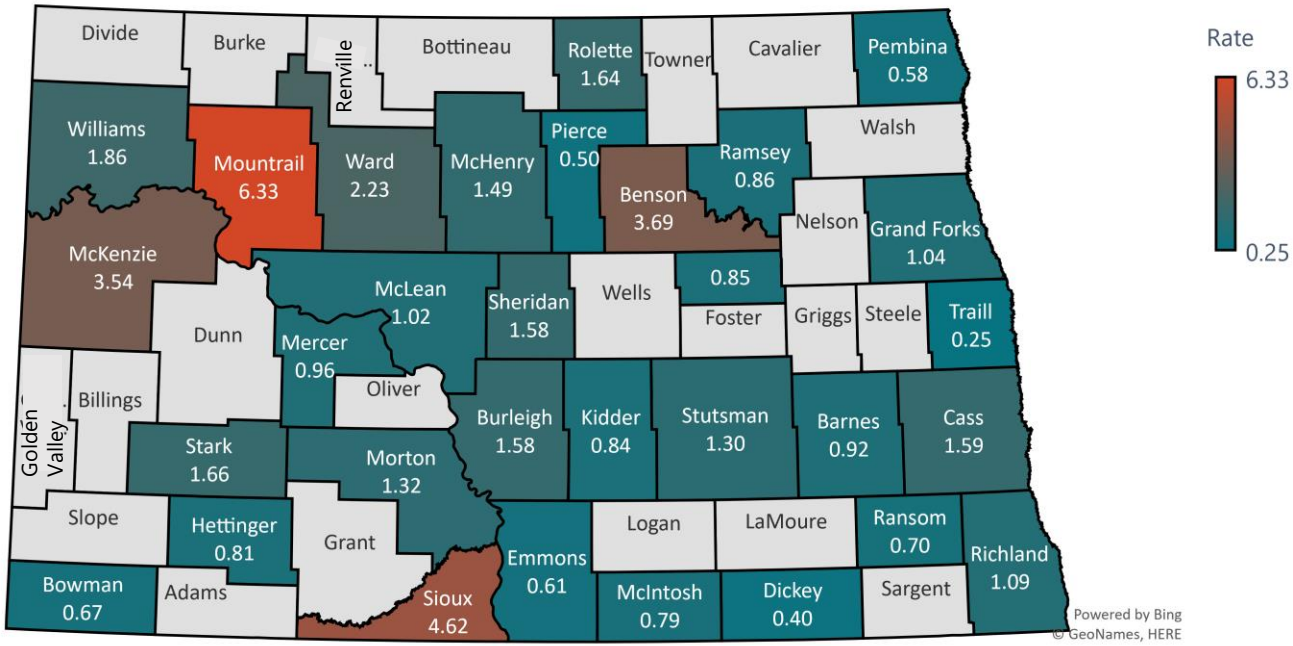 Divide
Burke
Renville
..
Bottineau
Rolette
1.64
Towner
Cavalier
Pembina
0.58
Rate
6.33
0.25
Williams
1.86
Mountrail
6.33
Ward
2.23
McHenry
1.49
Pierce
0.50
Benson
3.69
Ramsey
0.86
Walsh
Nelson
Grand Forks
1.04
McKenzie
3.54
Dunn
McLean
1.02
Sheridan
1.58
Wells
0.85
Foster
Griggs
Steele
Traill
0.25
Mercer
0.96
Oliver
Golden
Valley
.
Billings
Stark
1.66
Morton
1.32
Burleigh
1.58
Kidder
0.84
Stutsman
1.30
Barnes
0.92
Cass
1.59
Slope
Hettinger
0.81
Grant
Emmons
0.61
Logan
LaMoure
Ransom
0.70
Richland
1.09
Bowman
0.67
Adams
Sioux
4.62
McIntosh
0.79
Dickey
0.40
Sargent
Powered by Bing
© GeoNames, HERE